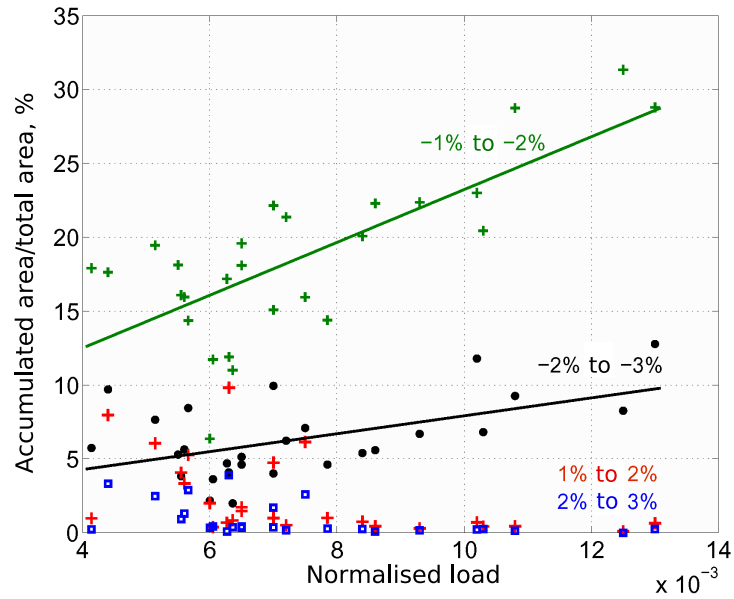 35
30
25
20
15
10
5
0
Accumulated area/total area, %
−1% to −2%
−2% to −3%
1% to 2%
2% to 3%
4 6 8 10 12 14
Normalised load
x 10⁻³